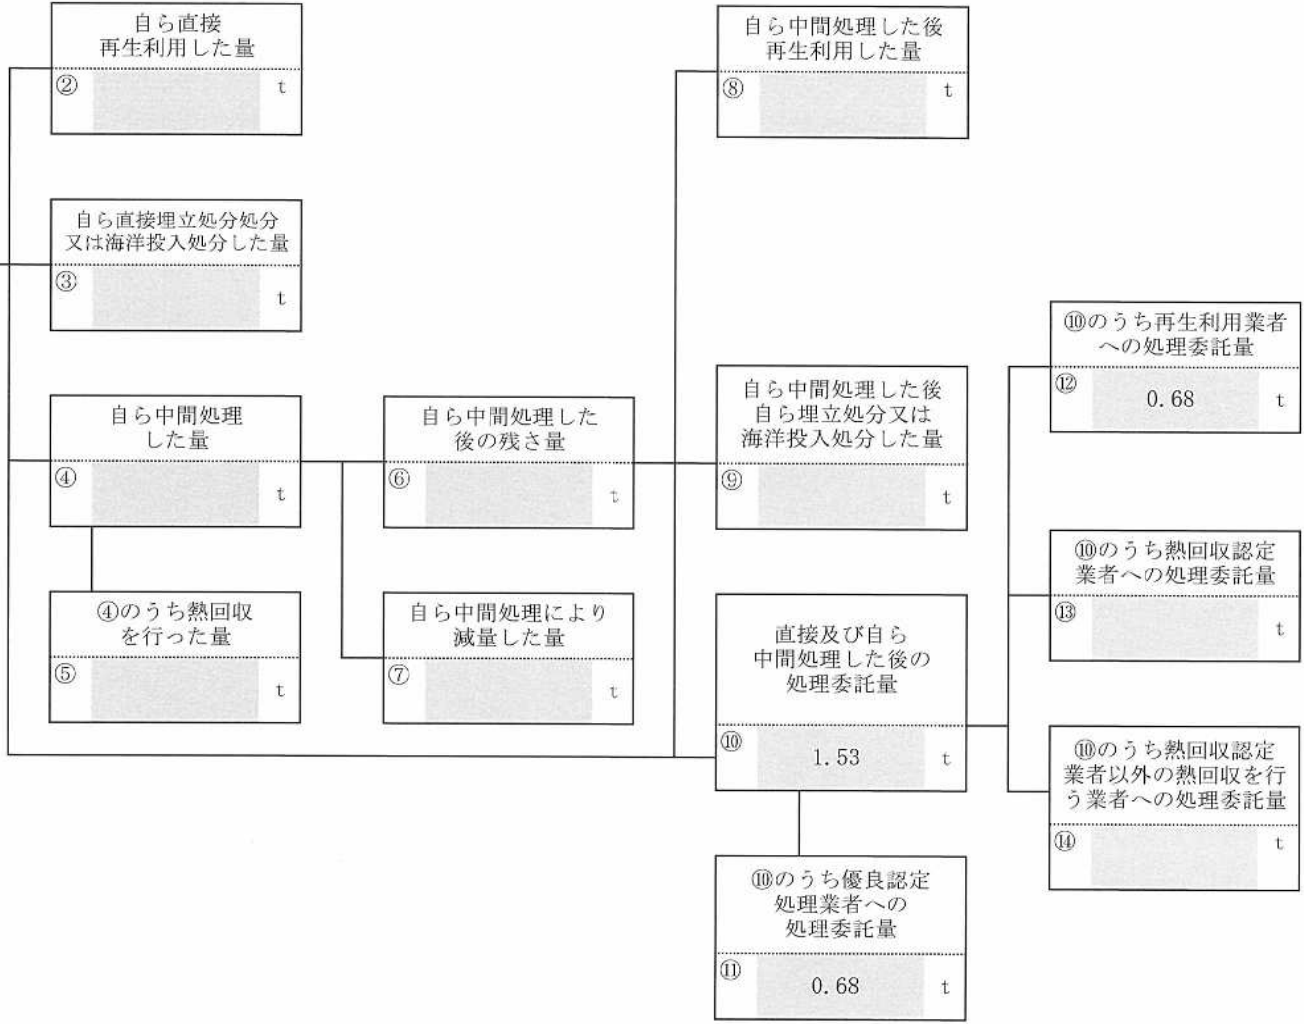 自ら直接
再生利用した量
② t
自ら直接埋立処分処分
又は海洋投入処分した量
③ t
自ら中間処理
した量
④ t
④のうち熱回収
を行った量
⑤ t
自ら中間処理した
後の残さ量
⑥ t
自ら中間処理により
減量した量
⑦ t
自ら中間処理した後
再生利用した量
⑧ t
自ら中間処理した後
自ら埋立処分又は
海洋投入処分した量
⑨ t
直接及び自ら
中間処理した後の
処理委託量
⑩ 1.53 t
⑩のうち優良認定
処理業者への
処理委託量
⑪ 0.68 t
⑩のうち再生利用業者
への処理委託量
⑫ 0.68 t
⑩のうち熱回収認定
業者への処理委託量
⑬ t
⑩のうち熱回収認定
業者以外の熱回収を行
う業者への処理委託量
⑭ t